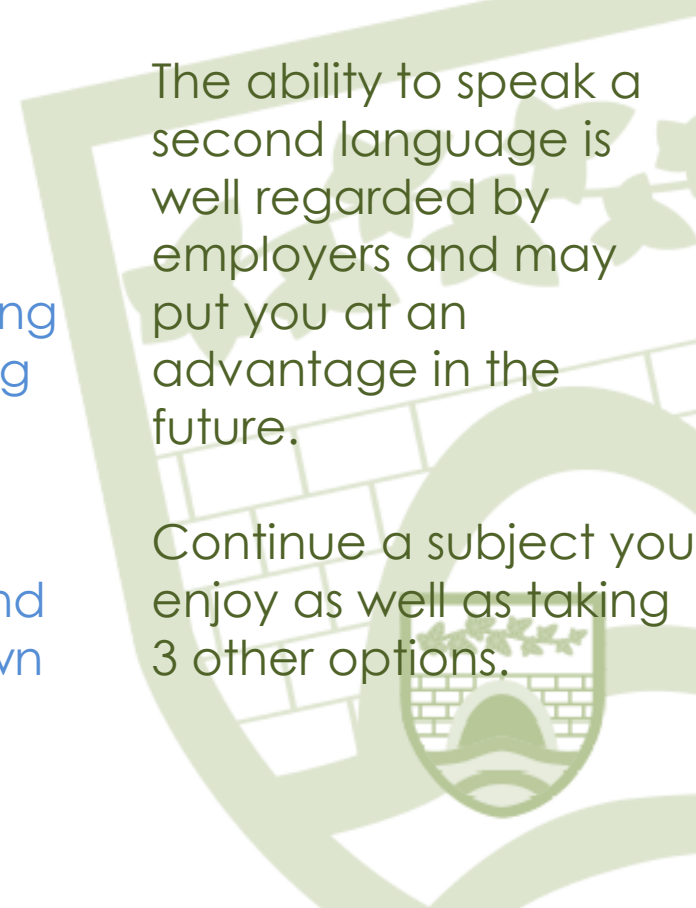 The ability to speak a
second language is
well regarded by
employers and may
put you at an
advantage in the
future.
Continue a subject you
enjoy as well as taking
3 other options.